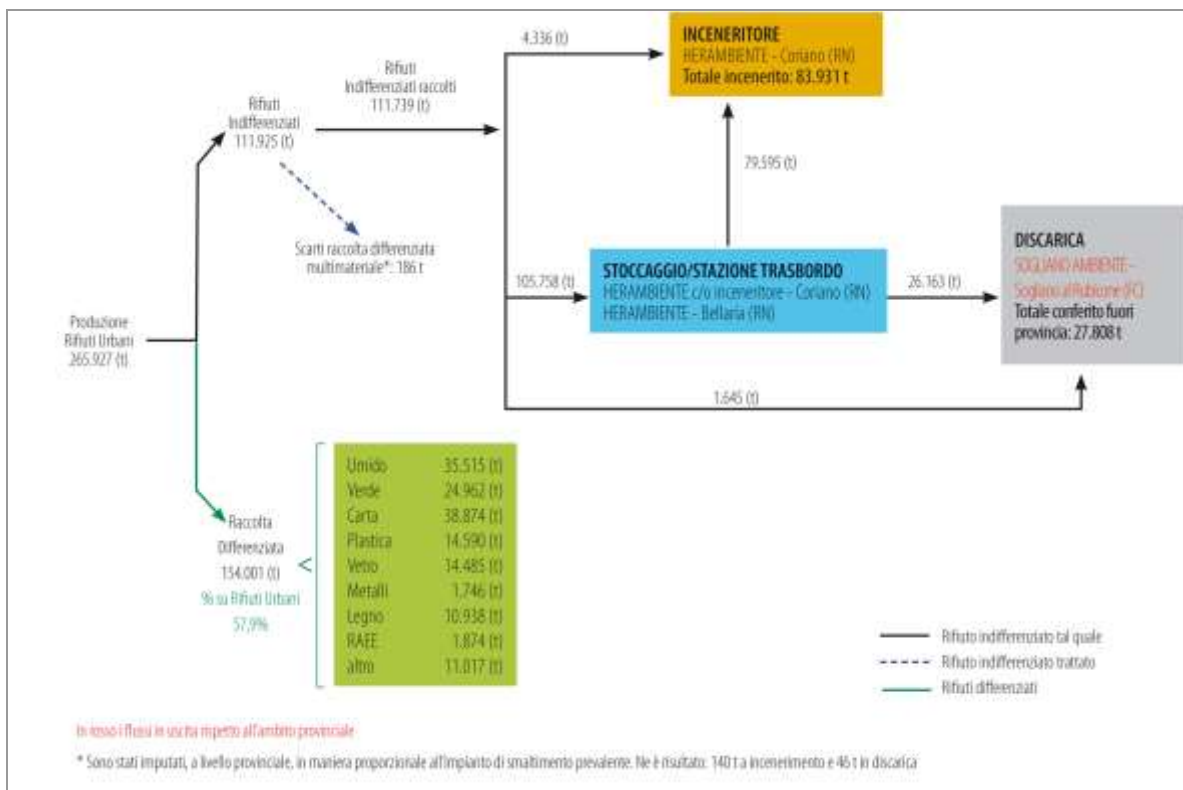 4.336 (t)
INCENERITORE
HERAMBIENTE - Coriano (RN)
Totale incenerito: 83.931 t
Rifiuti
Indifferenziati raccolti
111.739 (t)
Rifiuti
Indifferenziati
111.925 (t)
79.595 (t)
Scarti raccolta differenziata
multimateriale*: 186 t
105.758 (t)
STOCCAGGIO/STAZIONE TRASBORDO
HERAMBIENTE c/o inceneritore - Coriano (RN)
HERAMBIENTE - Bellaria (RN)
26.163 (t)
DISCARICA
SOGLIANO AMBIENTE -
Sogliano al Rubicone (FC)
Totale conferito fuori
provincia: 27.808 t
Produzione
Rifiuti Urbani
265.927 (t)
1.645 (t)
Raccolta
Differenziata
154.001 (t)
% su Rifiuti Urbani
57,9%
Umido 35.515 (t)
Verde 24.962 (t)
Carta 38.874 (t)
Plastica 14.590 (t)
Vetro 14.485 (t)
Metalli 1.746 (t)
Legno 10.938 (t)
RAEE 1.874 (t)
altro 11.017 (t)
Rifiuto indifferenziato tal quale
Rifiuto indifferenziato trattato
Rifiuti differenziati
In rosso i flussi in uscita rispetto all'ambito provinciale
* Sono stati imputati, a livello provinciale, in maniera proporzionale all'impianto di smaltimento prevalente. Ne è risultato: 140 t a incenerimento e 46 t in discarica